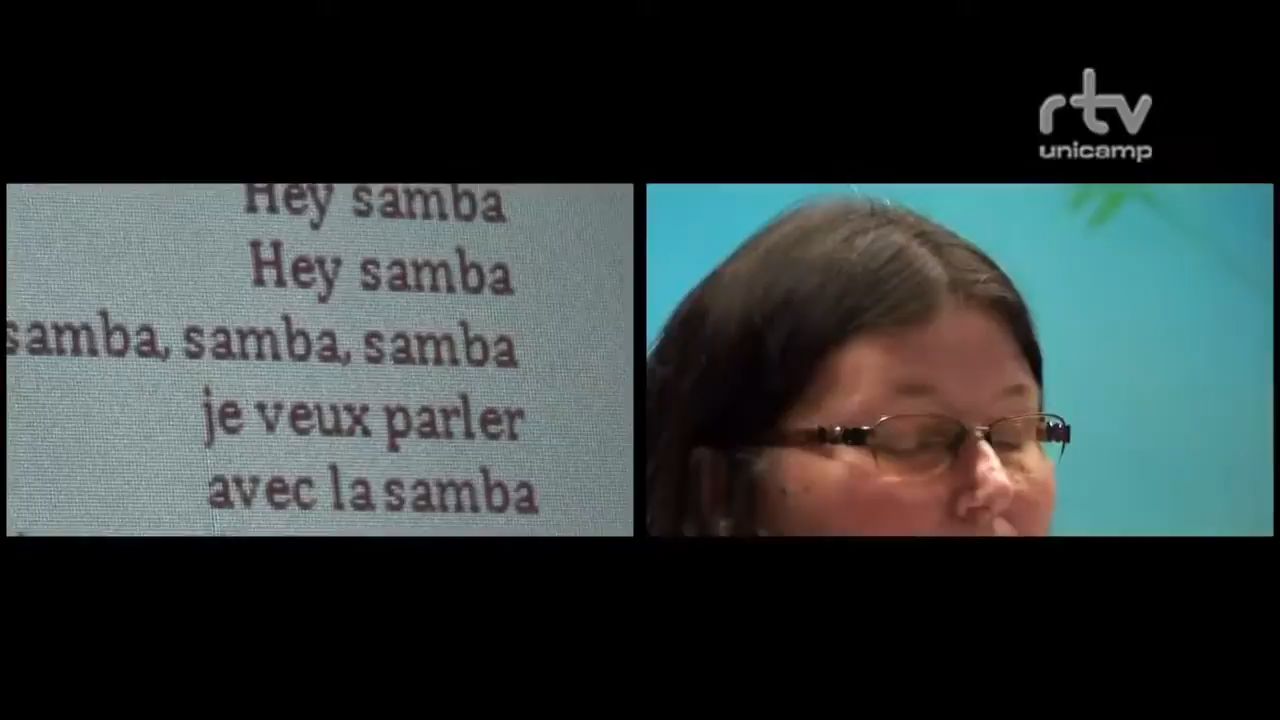 rtv
unicamp
Hey samba
Hey samba
samba, samba, samba
je veux parler
avec la samba